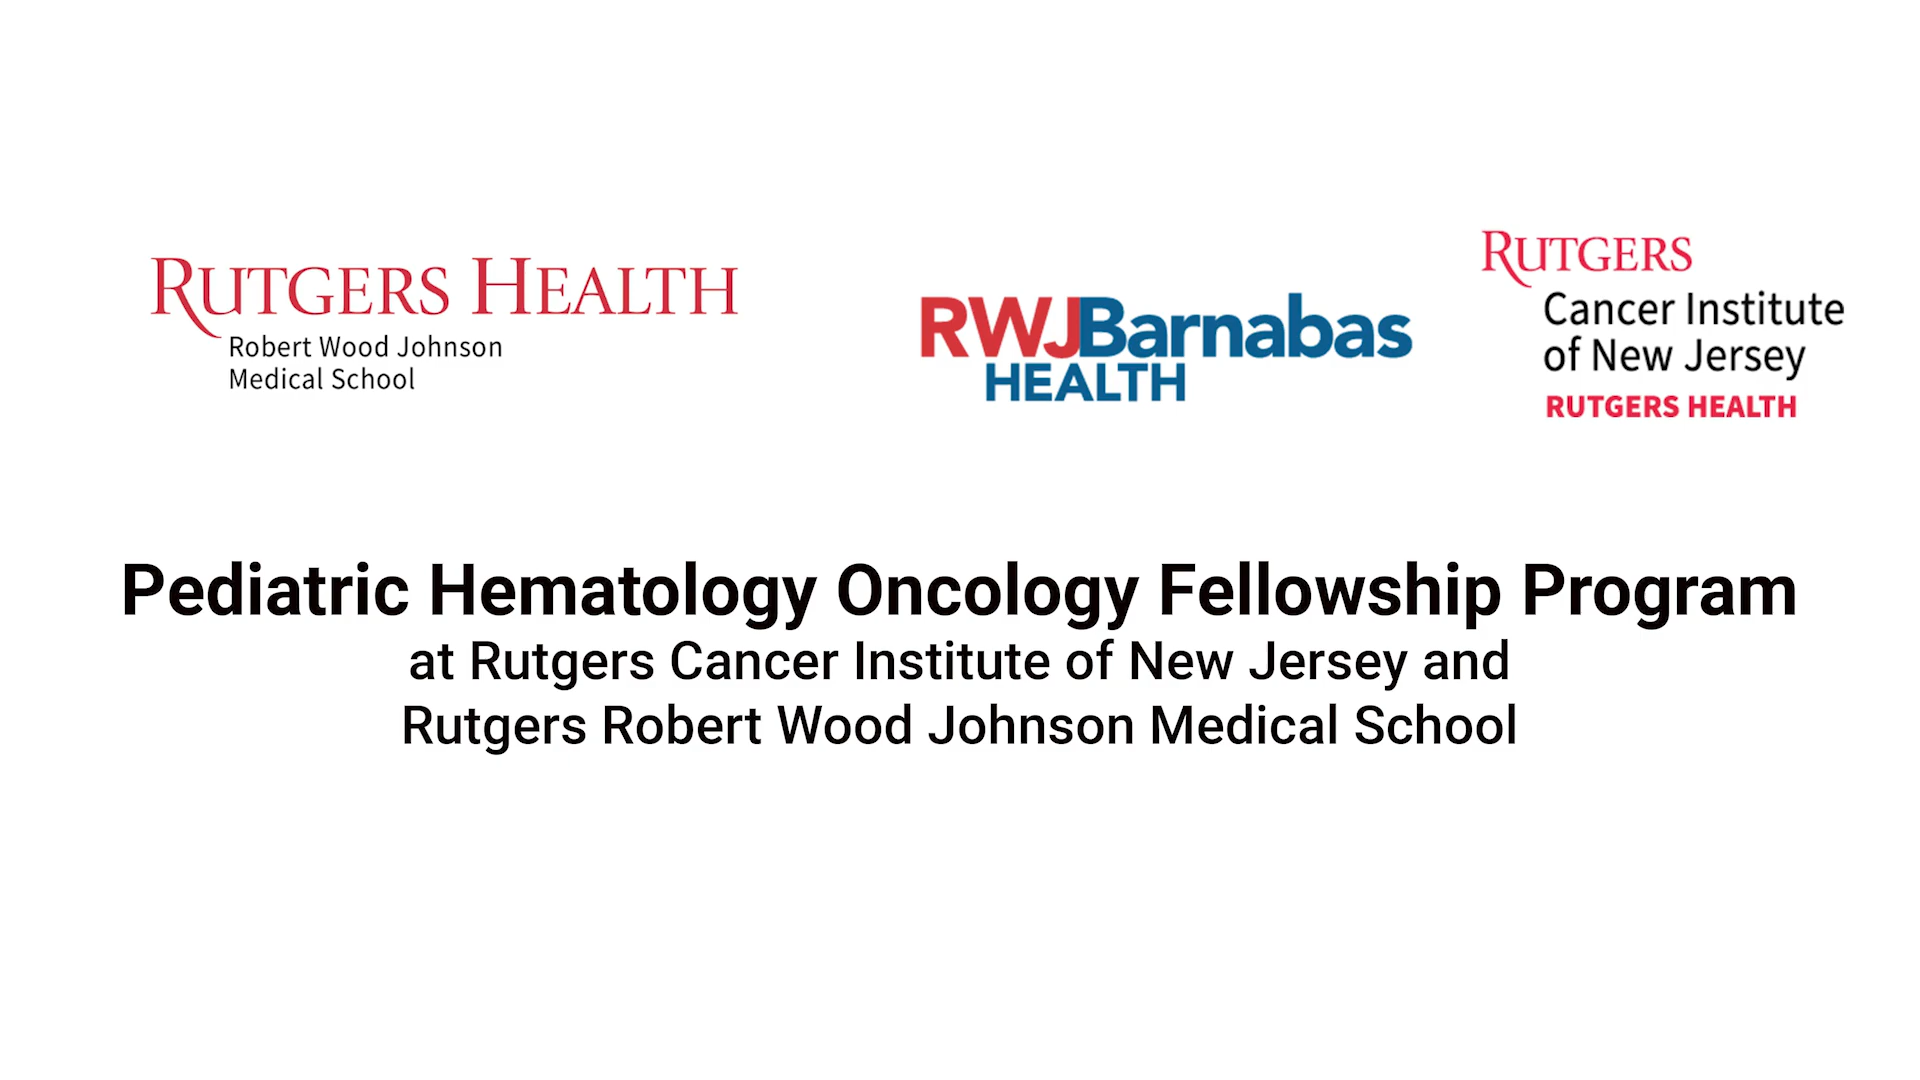 RUTGERS HEALTH
Robert Wood Johnson
Medical School
RWJBarnabas
HEALTH
RUTGERS
Cancer Institute
of New Jersey
RUTGERS HEALTH
Pediatric Hematology Oncology Fellowship Program
at Rutgers Cancer Institute of New Jersey and
Rutgers Robert Wood Johnson Medical School